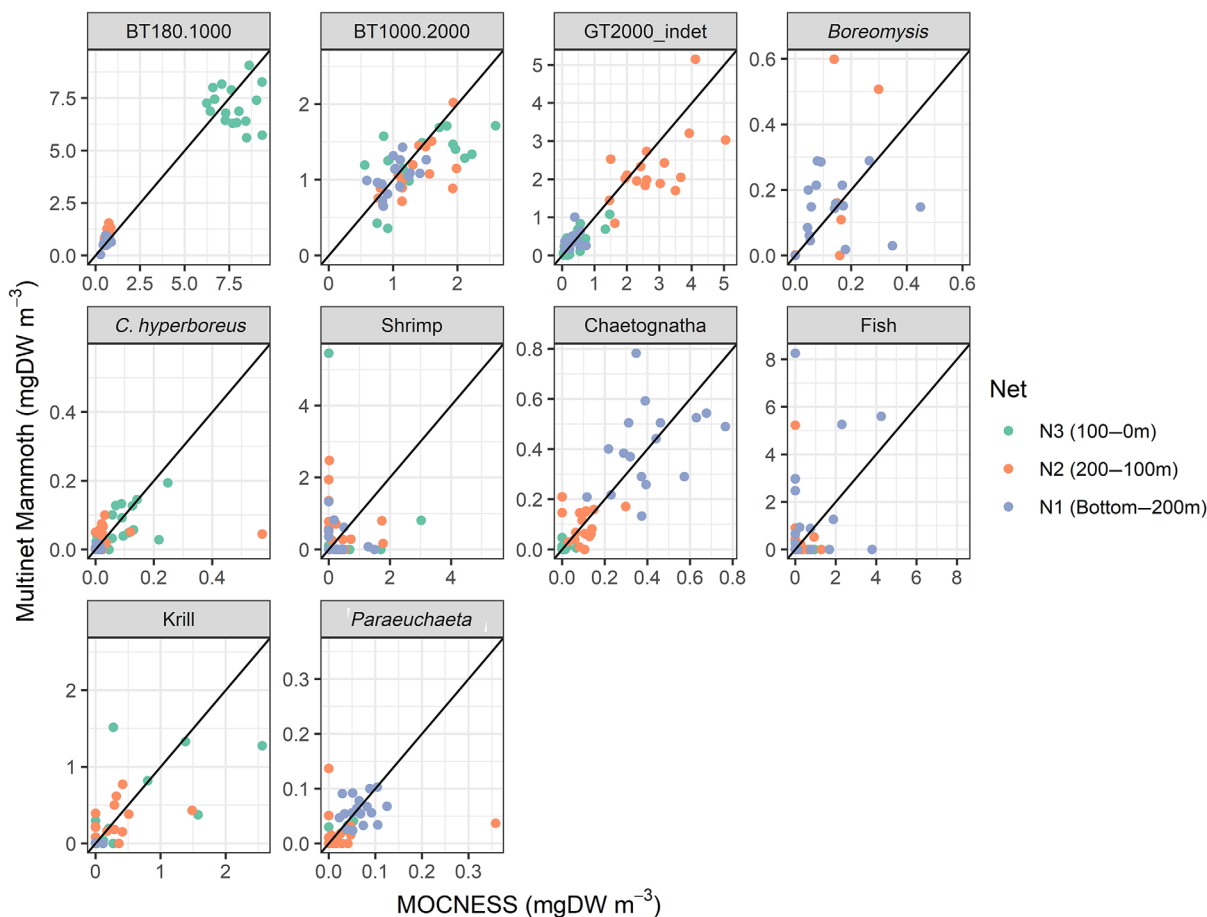 BT180.1000
BT1000.2000
GT2000_indet
Boreomysis
7.5
5.0
2.5
0.0
0.0 2.5 5.0 7.5
2
1
0
0 1 2
5
4
3
2
1
0
0 1 2 3 4 5
0.6
0.4
0.2
0.0
0.0 0.2 0.4 0.6
C. hyperboreus
Shrimp
Chaetognatha
Fish
0.4
0.2
0.0
0.0 0.2 0.4
4
2
0
0 2 4
0.8
0.6
0.4
0.2
0.0
0.0 0.2 0.4 0.6 0.8
8
6
4
2
0
0 2 4 6 8
Krill
Paraeuchaeta
2
1
0
0 1 2
0.3
0.2
0.1
0.0
0.0 0.1 0.2 0.3
Multinet Mammoth (mgDW m⁻³)
MOCNESS (mgDW m⁻³)
Net
N3 (100–0m)
N2 (200–100m)
N1 (Bottom–200m)